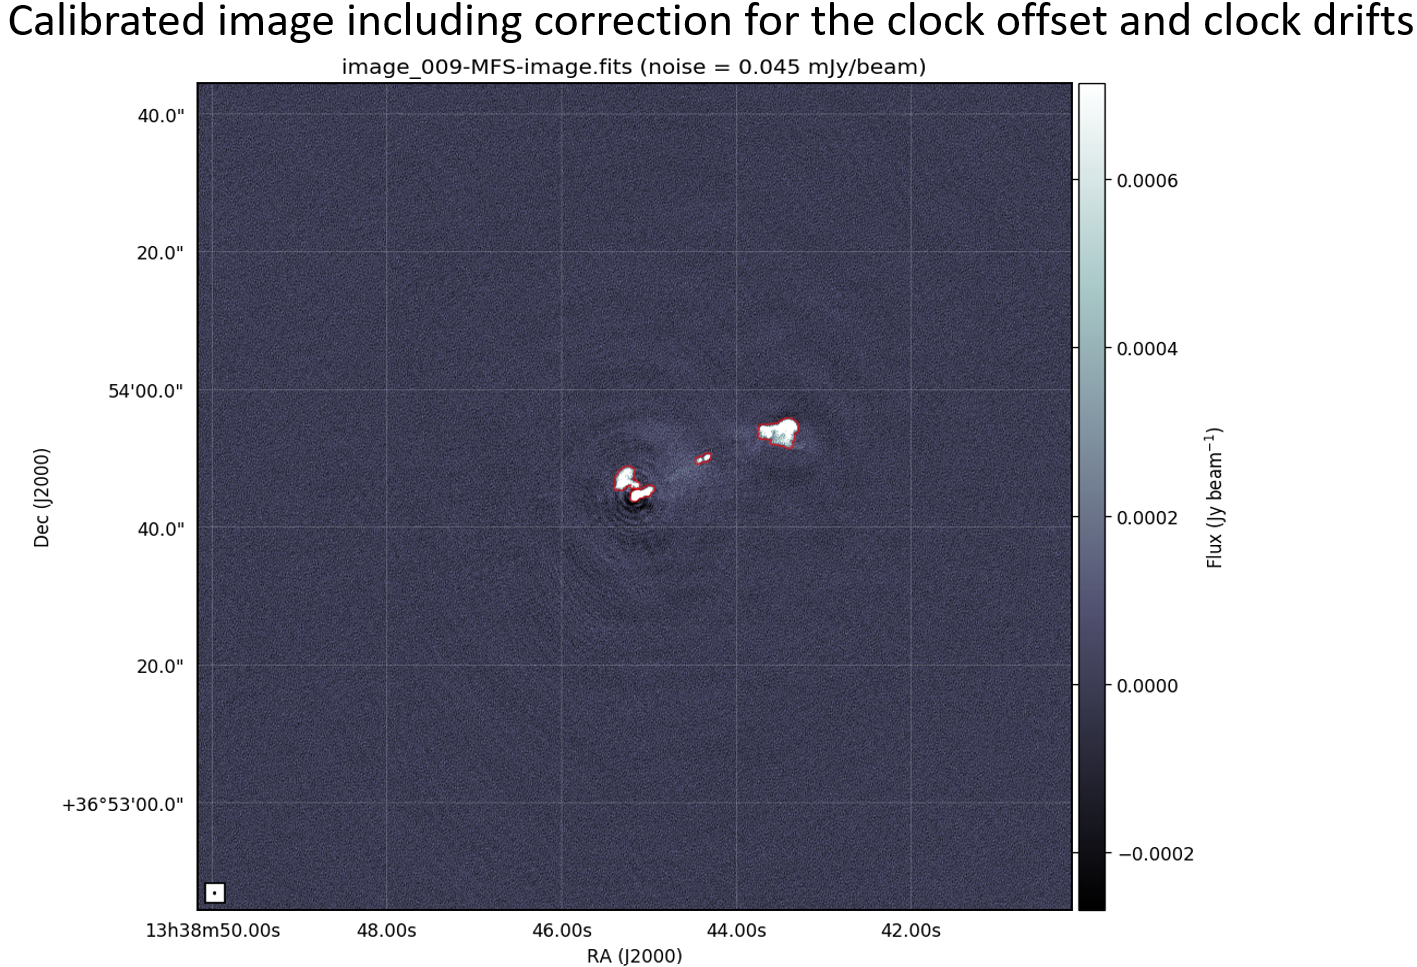 Calibrated image including correction for the clock offset and clock drifts
image_009-MFS-image.fits (noise = 0.045 mJy/beam)
40.0"
20.0"
54'00.0"
40.0"
20.0"
+36°53'00.0"
Dec (J2000)
13h38m50.00s 48.00s 46.00s 44.00s 42.00s
RA (J2000)
0.0006
0.0004
0.0002
0.0000
−0.0002
Flux (Jy beam⁻¹)